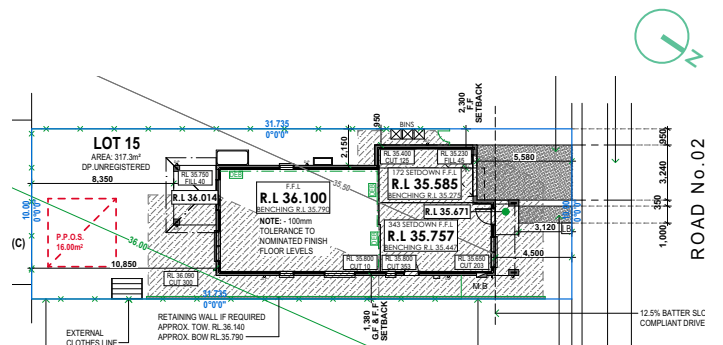 N
BINS
2,300
F.F
SETBACK
950
31.735
0°0'0"
LOT 15
AREA: 317.3m²
DP.UNREGISTERED
8,350
2,150
RL 35.400
CUT 125
RL 35.230
FILL 45
5,580
950
3,240
350
1,000
ROAD No.02
RL 35.750
FILL 40
R.L 36.014
DEB
F.F.L
R.L 36.100
BENCHING R.L 35.790
NOTE: - 100mm
TOLERANCE TO
NOMINATED FINISH
FLOOR LEVELS
35.50
172 SETDOWN F.F.L
R.L 35.585
BENCHING R.L 35.275
R.L 35.671
343 SETDOWN F.F.L
R.L 35.757
BENCHING R.L 35.447
DEB
DEB
10.00
0°0'0"
(C)
P.P.O.S.
16.00m²
36.00
3,120
LB
4,500
10,850
RL 36.090
CUT 300
RL 35.800
CUT 10
RL 35.800
CUT 353
RL 35.650
CUT 203
M.B
31.735
0°0'0"
EXTERNAL
CLOTHES LINE
RETAINING WALL IF REQUIRED
APPROX. TOW. RL.36.140
APPROX. BOW RL.35.790
1,380
G.F & F.F
SETBACK
12.5% BATTER SLO
COMPLIANT DRIVE